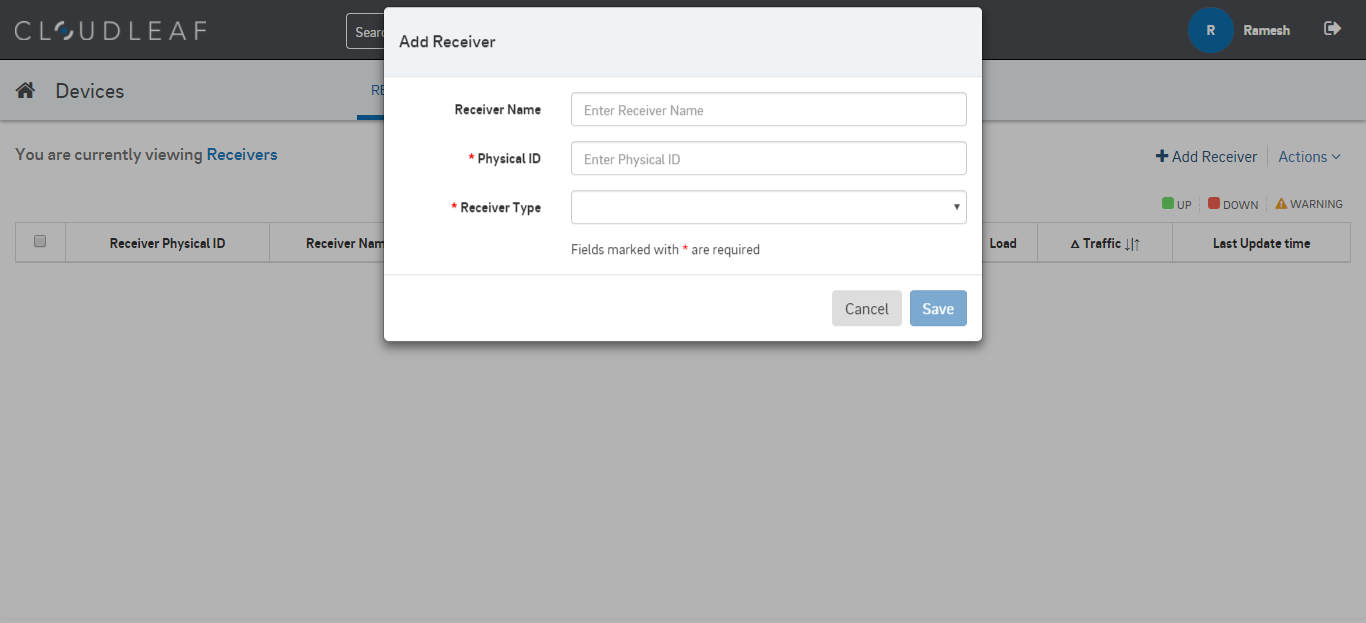 CLOUDLEAF
Sear
Add Receiver
R
Ramesh
Devices
RE
Receiver Name
Enter Receiver Name
* Physical ID
Enter Physical ID
* Receiver Type
Fields marked with * are required
Cancel
Save
You are currently viewing Receivers
Add Receiver
Actions
UP
DOWN
WARNING
Receiver Physical ID
Receiver Nam
Load
Δ Traffic ↓|↑
Last Update time